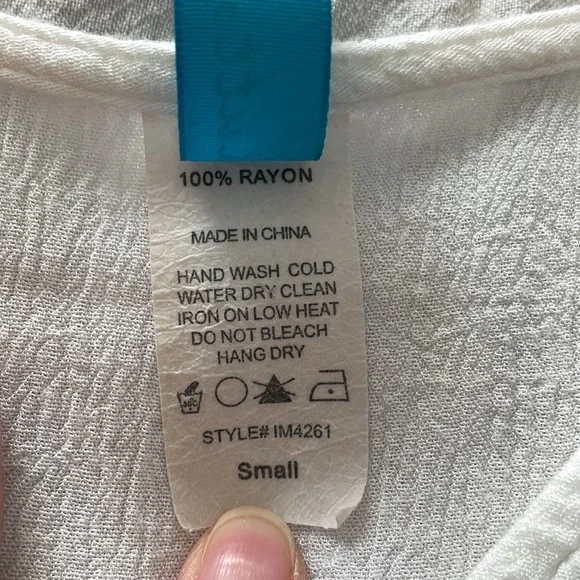 100% RAYON
MADE IN CHINA
HAND WASH COLD
WATER DRY CLEAN
IRON ON LOW HEAT
DO NOT BLEACH
HANG DRY
STYLE# IM4261
Small